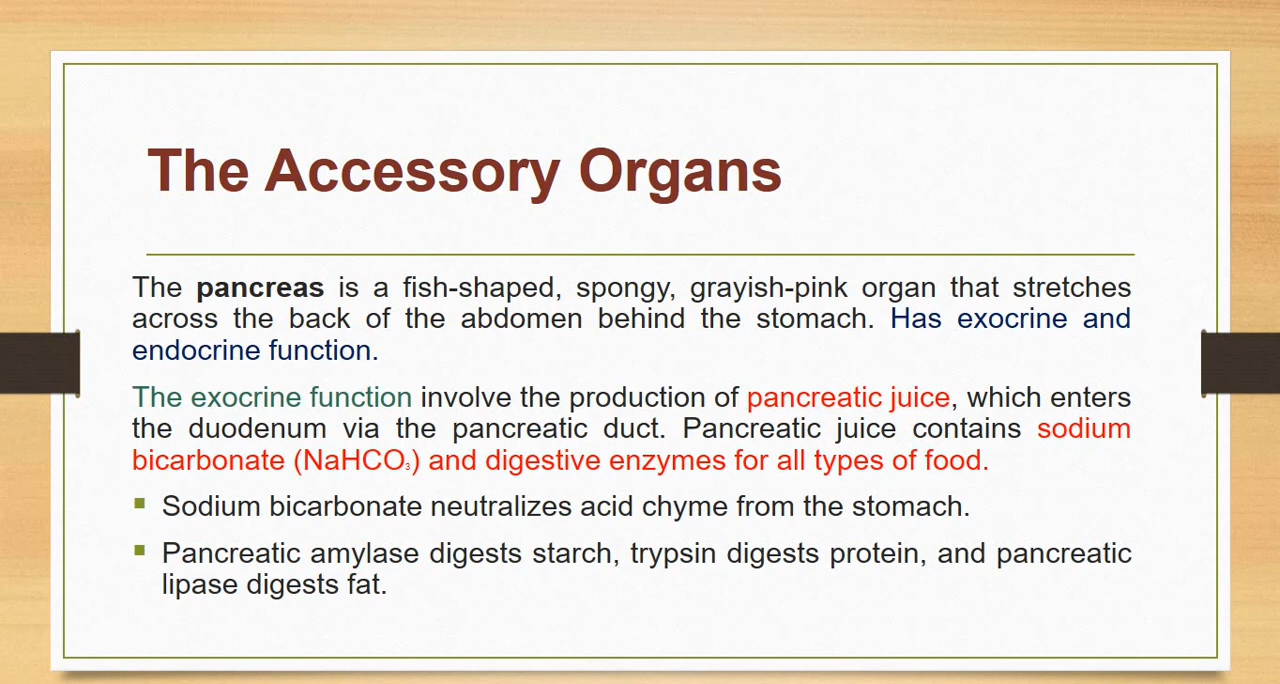 The Accessory Organs
The pancreas is a fish-shaped, spongy, grayish-pink organ that stretches
across the back of the abdomen behind the stomach. Has exocrine and
endocrine function.
The exocrine function involve the production of pancreatic juice, which enters
the duodenum via the pancreatic duct. Pancreatic juice contains sodium
bicarbonate (NaHCO₃) and digestive enzymes for all types of food.
▪ Sodium bicarbonate neutralizes acid chyme from the stomach.
▪ Pancreatic amylase digests starch, trypsin digests protein, and pancreatic
lipase digests fat.